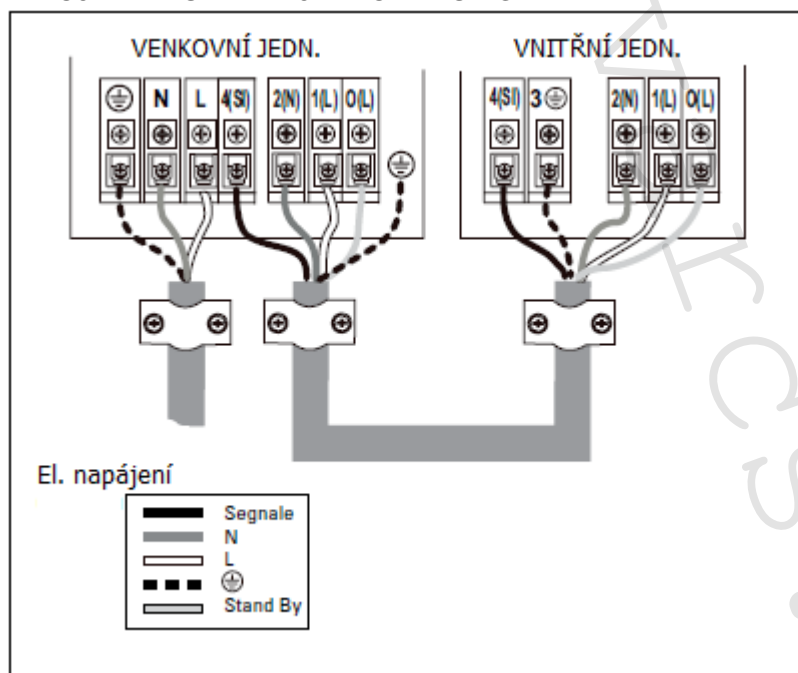 VENKOVNÍ JEDN. VNITŘNÍ JEDN.
N L 4(SI) 2(N) 1(L) 0(L) 4(SI) 3 2(N) 1(L) 0(L)
El. napájení
Segnale
N
L
Stand By